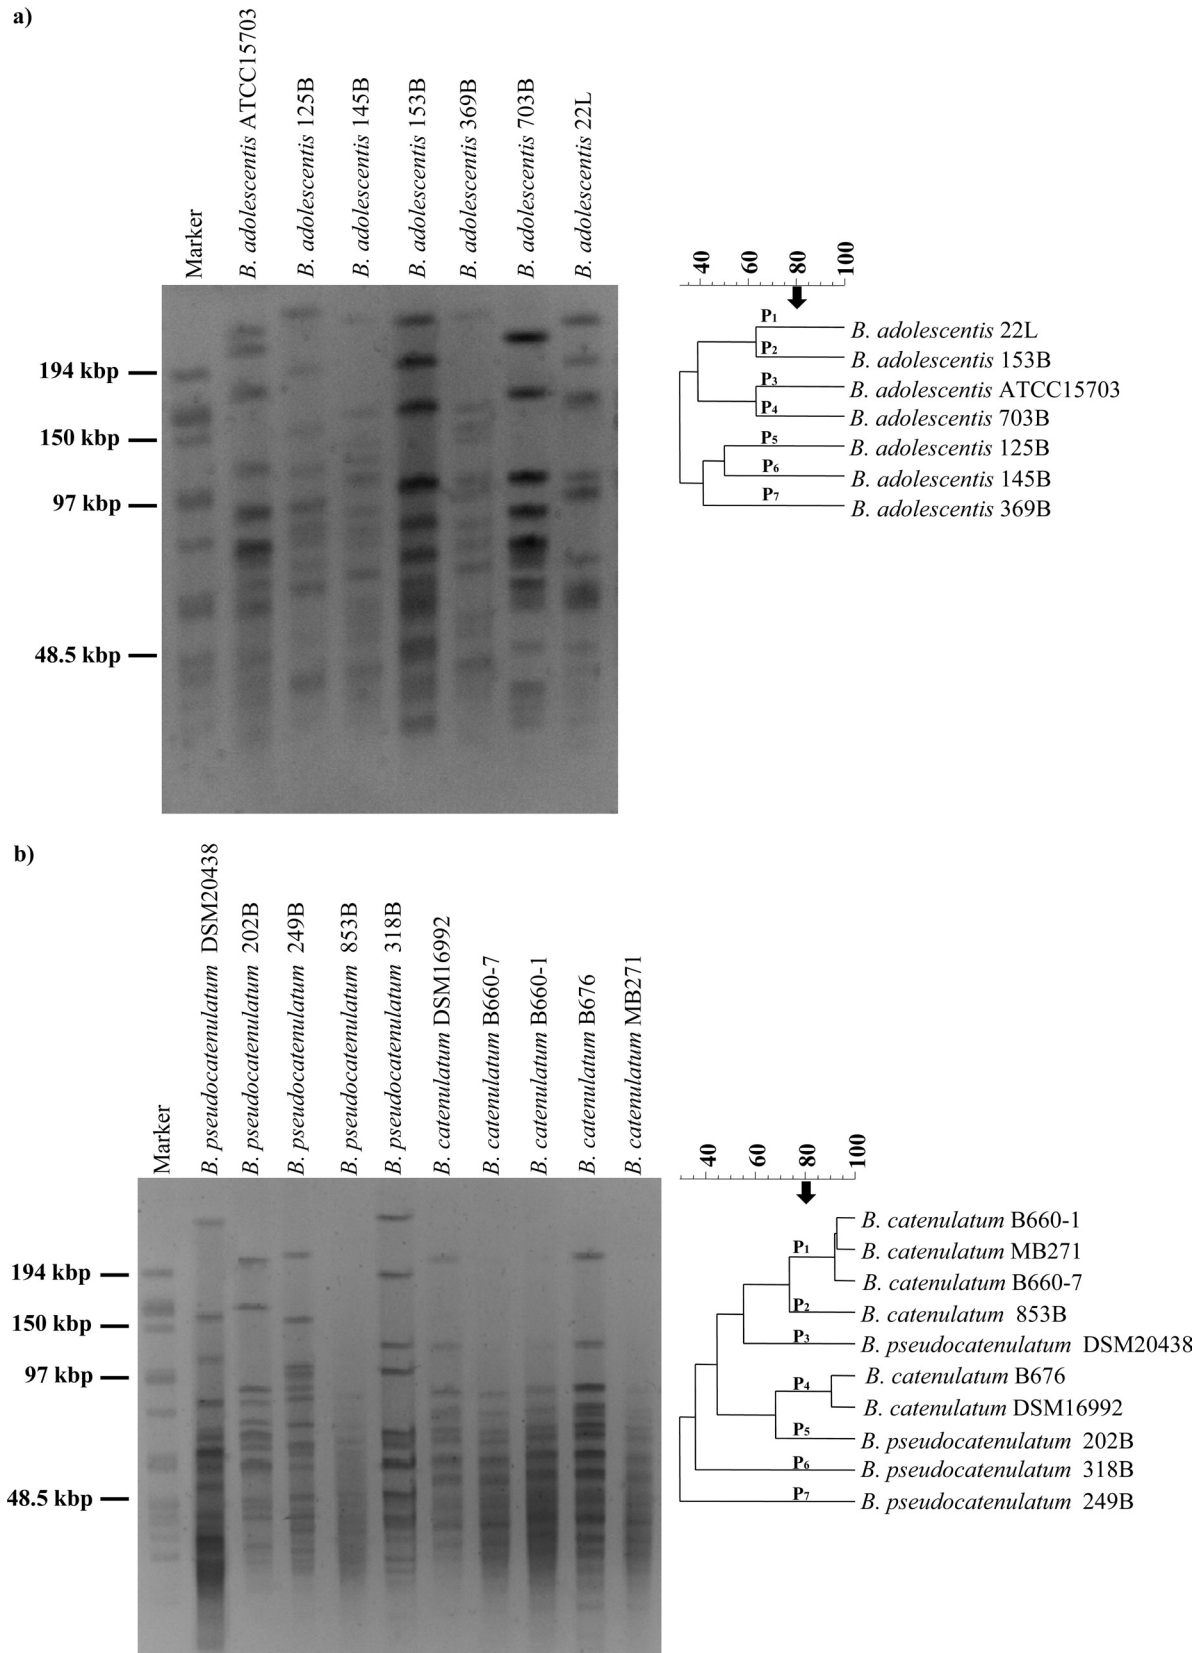 a)
Marker
B. adolescentis ATCC15703
B. adolescentis 125B
B. adolescentis 145B
B. adolescentis 153B
B. adolescentis 369B
B. adolescentis 703B
B. adolescentis 22L
194 kbp
150 kbp
97 kbp
48.5 kbp
40 60 80 100
P1
B. adolescentis 22L
P2
B. adolescentis 153B
P3
B. adolescentis ATCC15703
P4
B. adolescentis 703B
P5
B. adolescentis 125B
P6
B. adolescentis 145B
P7
B. adolescentis 369B
b)
Marker
B. pseudocatenulatum DSM20438
B. pseudocatenulatum 202B
B. pseudocatenulatum 249B
B. pseudocatenulatum 853B
B. pseudocatenulatum 318B
B. catenulatum DSM16992
B. catenulatum B660-7
B. catenulatum B660-1
B. catenulatum B676
B. catenulatum MB271
194 kbp
150 kbp
97 kbp
48.5 kbp
40 60 80 100
B. catenulatum B660-1
P1
B. catenulatum MB271
B. catenulatum B660-7
P2
B. catenulatum 853B
P3
B. pseudocatenulatum DSM20438
B. catenulatum B676
P4
B. catenulatum DSM16992
P5
B. pseudocatenulatum 202B
P6
B. pseudocatenulatum 318B
P7
B. pseudocatenulatum 249B